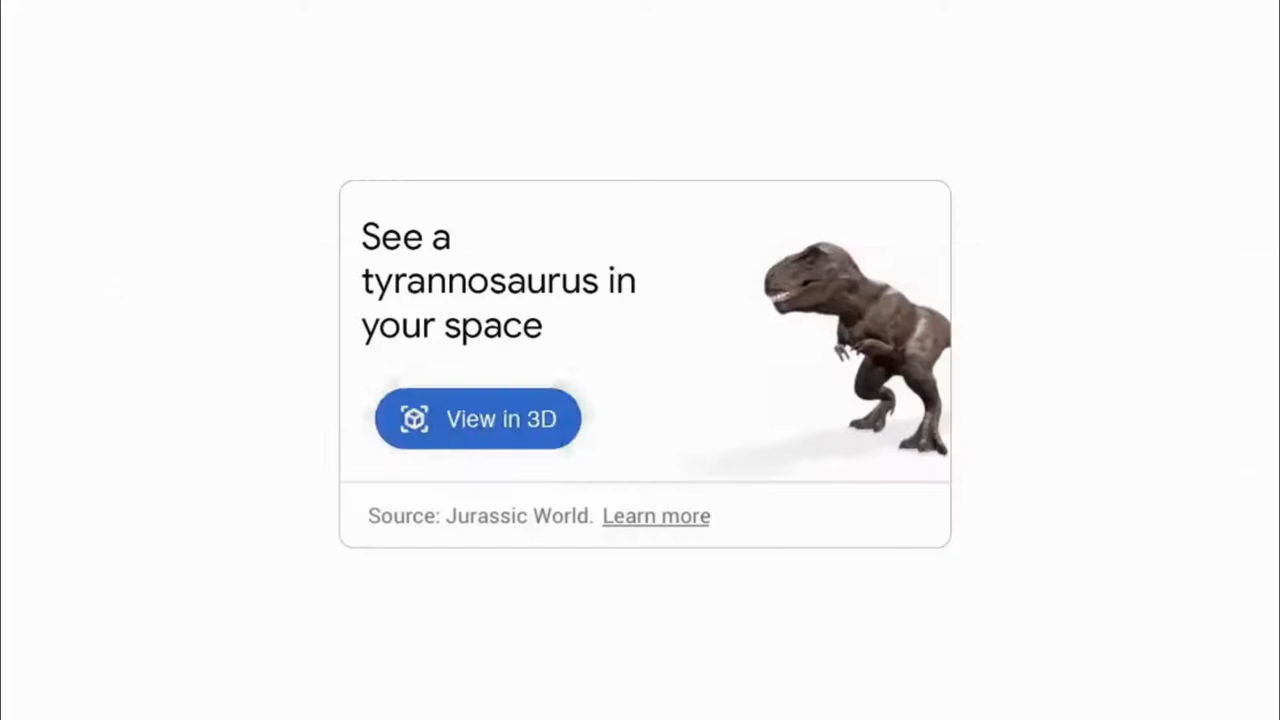 See a
tyrannosaurus in
your space
View in 3D
Source: Jurassic World. Learn more